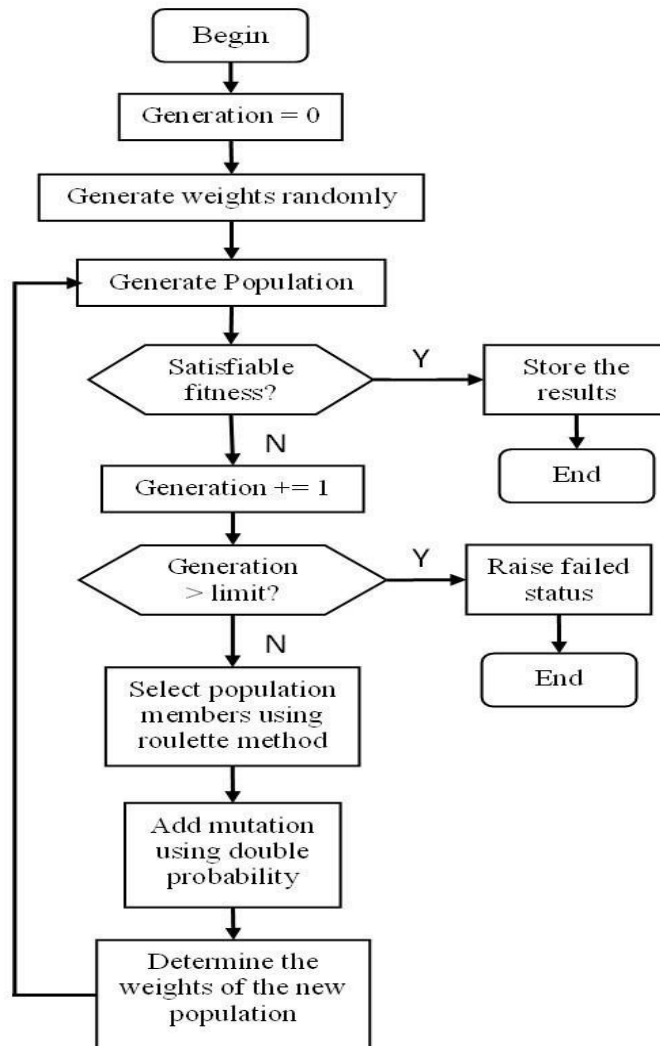 Begin
Generation = 0
Generate weights randomly
Generate Population
Satisfiable
fitness?
Y
Store the
results
End
N
Generation += 1
Generation
> limit?
Y
Raise failed
status
End
N
Select population
members using
roulette method
Add mutation
using double
probability
Determine the
weights of the new
population